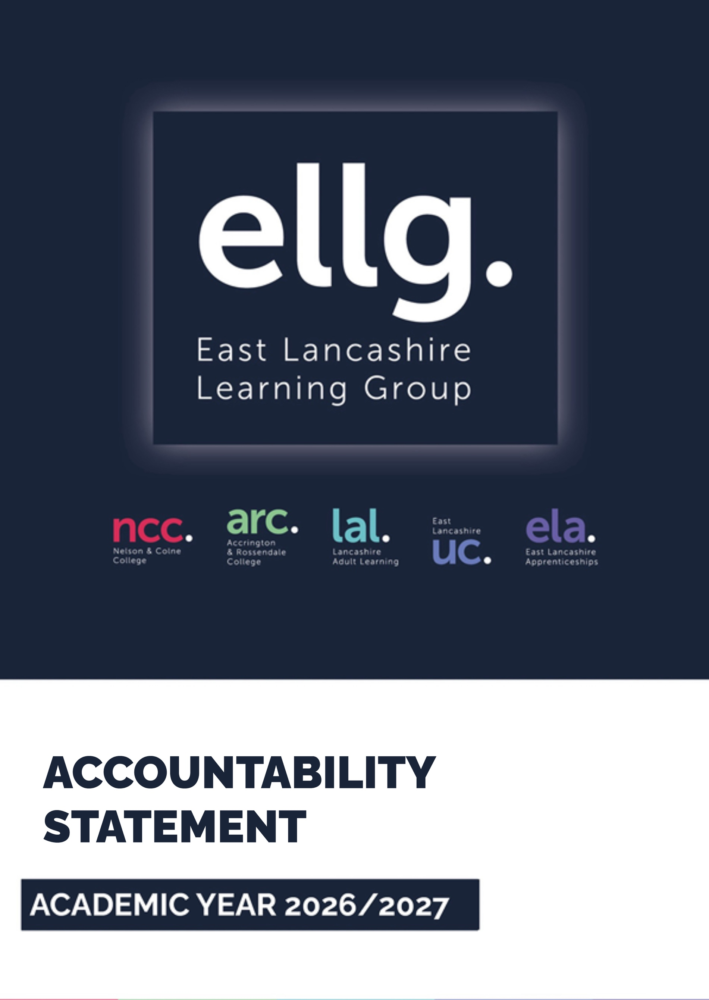 ellg.
East Lancashire
Learning Group
ncc.
Nelson & Colne
College
arc.
Accrington
& Rossendale
College
lal.
Lancashire
Adult Learning
East
Lancashire
uc.
ela.
East Lancashire
Apprenticeships
ACCOUNTABILITY
STATEMENT
ACADEMIC YEAR 2026/2027